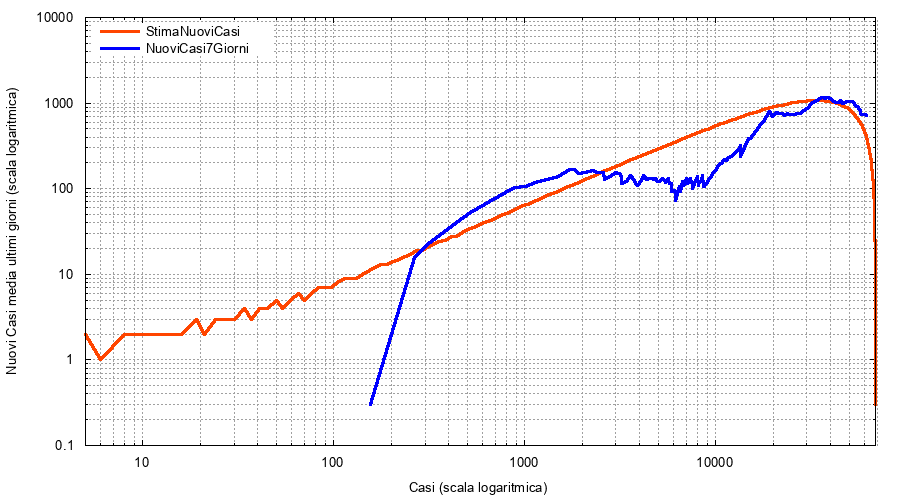 10000
1000
100
10
1
0.1
StimaNuoviCasi
NuoviCasi7Giorni
Nuovi Casi media ultimi giorni (scala logaritmica)
10 100 1000 10000
Casi (scala logaritmica)